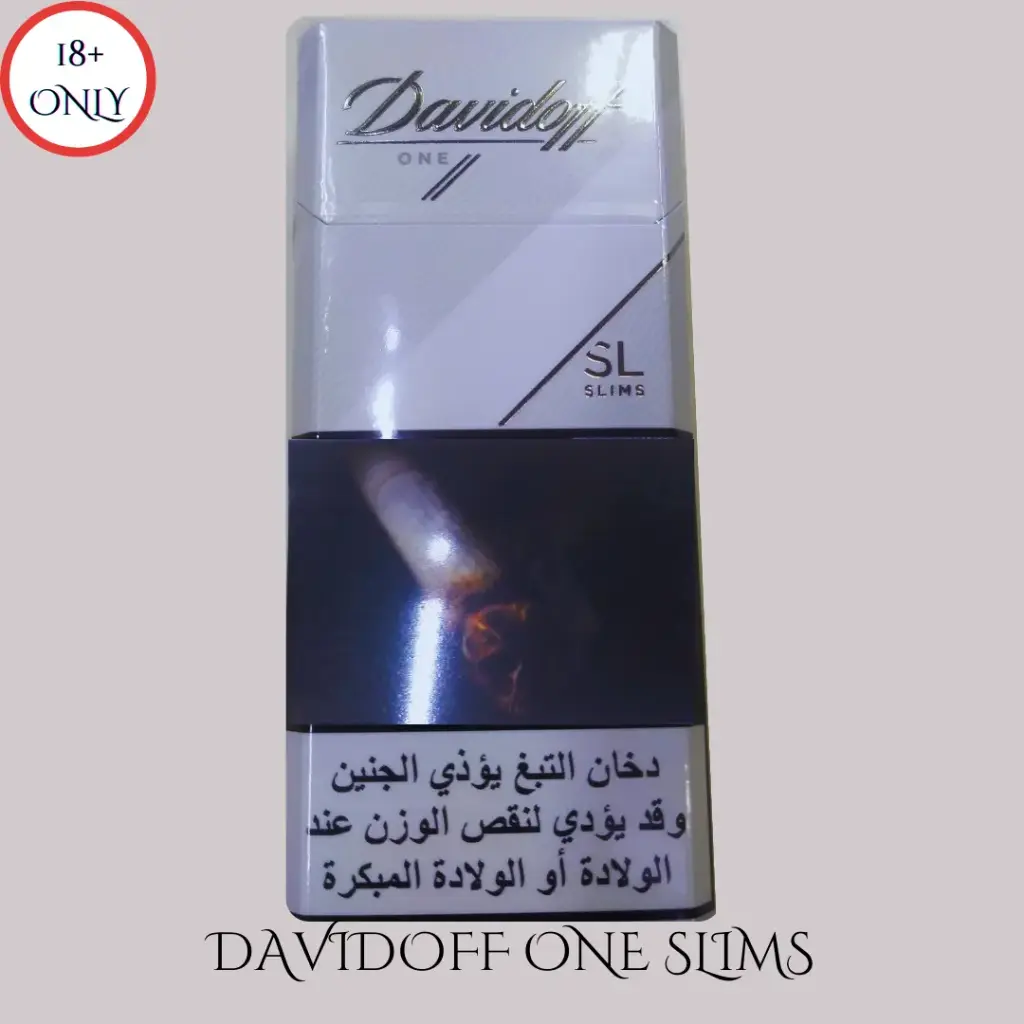 18+
ONLY
Davidoff
ONE
SL
SLIMS
دخان التبغ يؤذي الجنين
وقد يؤدي لنقص الوزن عند
الولادة أو الولادة المبكرة
DAVIDOFF ONE SLIMS